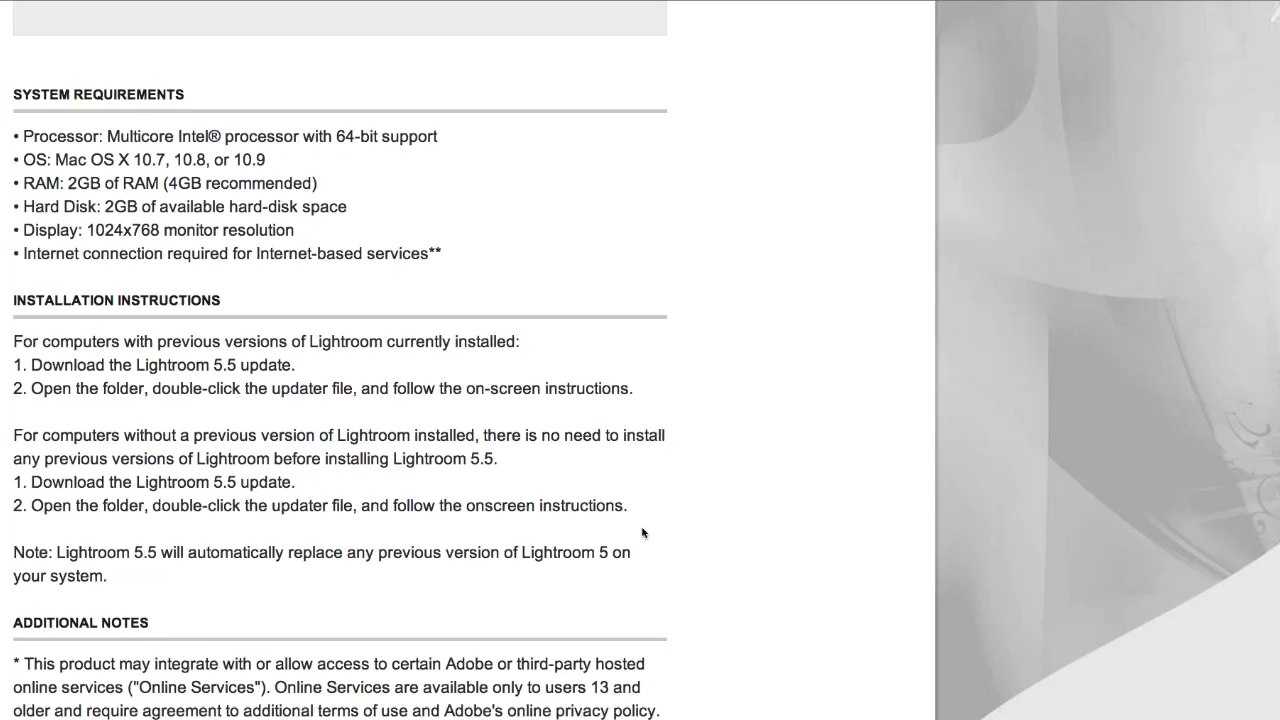 SYSTEM REQUIREMENTS
• Processor: Multicore Intel® processor with 64-bit support
• OS: Mac OS X 10.7, 10.8, or 10.9
• RAM: 2GB of RAM (4GB recommended)
• Hard Disk: 2GB of available hard-disk space
• Display: 1024x768 monitor resolution
• Internet connection required for Internet-based services**
INSTALLATION INSTRUCTIONS
For computers with previous versions of Lightroom currently installed:
1. Download the Lightroom 5.5 update.
2. Open the folder, double-click the updater file, and follow the on-screen instructions.
For computers without a previous version of Lightroom installed, there is no need to install
any previous versions of Lightroom before installing Lightroom 5.5.
1. Download the Lightroom 5.5 update.
2. Open the folder, double-click the updater file, and follow the onscreen instructions.
Note: Lightroom 5.5 will automatically replace any previous version of Lightroom 5 on
your system.
ADDITIONAL NOTES
* This product may integrate with or allow access to certain Adobe or third-party hosted
online services ("Online Services"). Online Services are available only to users 13 and
older and require agreement to additional terms of use and Adobe's online privacy policy.